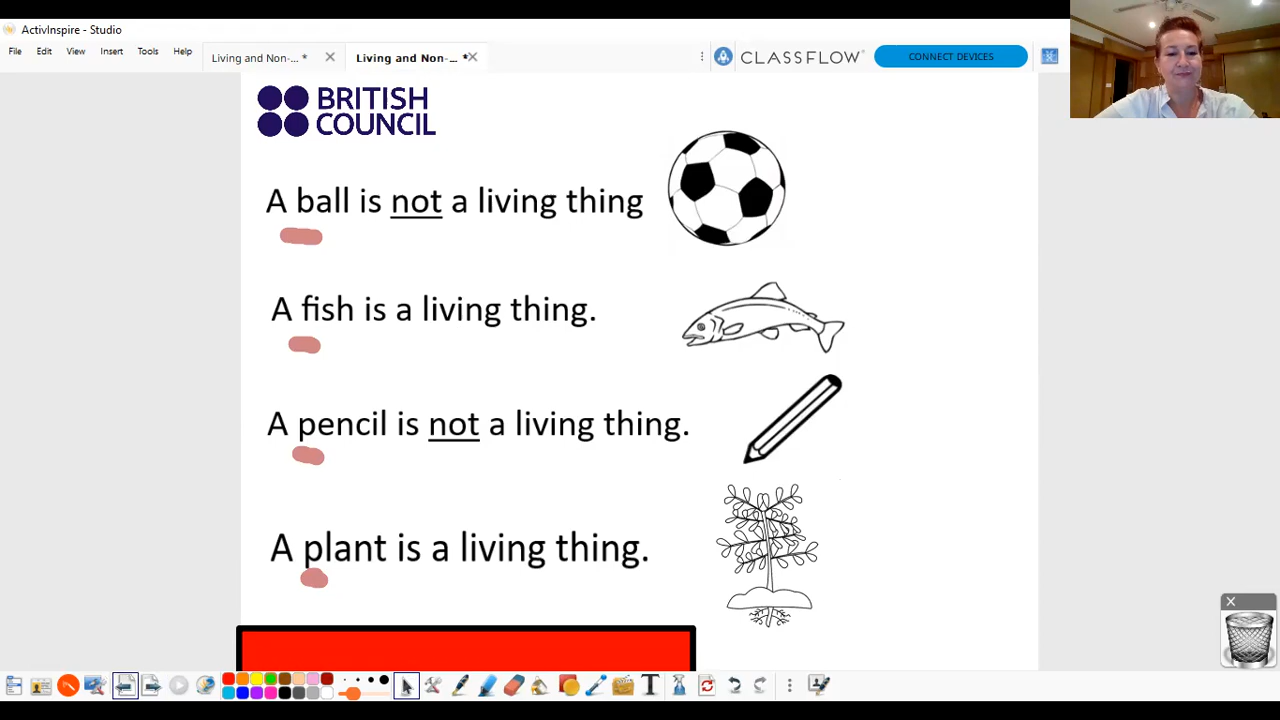 ActivInspire - Studio
File Edit View Insert Tools Help
Living and Non-... * Living and Non-... *
CLASSFLOW CONNECT DEVICES
BRITISH
COUNCIL
A ball is not a living thing
A fish is a living thing.
A pencil is not a living thing.
A plant is a living thing.